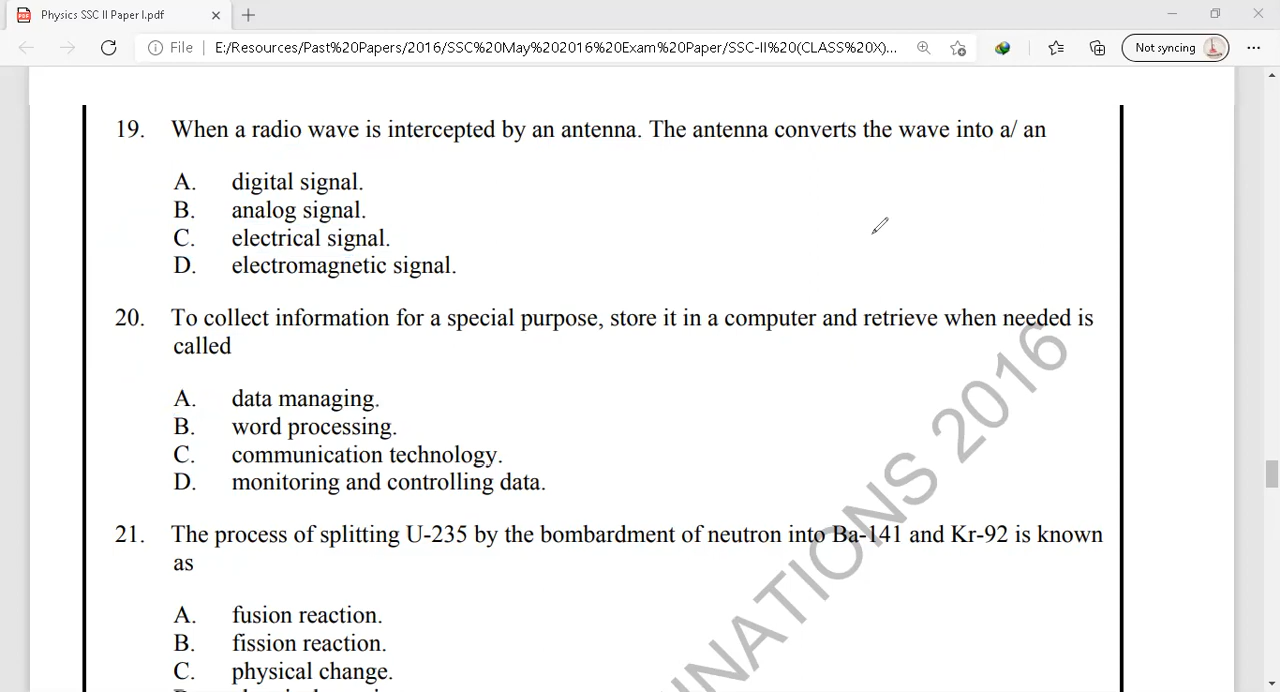 Physics SSC II Paper I.pdf
File | E:/Resources/Past%20Papers/2016/SSC%20May%202016%20Exam%20Paper/SSC-II%20(CLASS%20X)...
Not syncing
19. When a radio wave is intercepted by an antenna. The antenna converts the wave into a/ an
A. digital signal.
B. analog signal.
C. electrical signal.
D. electromagnetic signal.
20. To collect information for a special purpose, store it in a computer and retrieve when needed is
called
A. data managing.
B. word processing.
C. communication technology.
D. monitoring and controlling data.
21. The process of splitting U-235 by the bombardment of neutron into Ba-141 and Kr-92 is known
as
A. fusion reaction.
B. fission reaction.
C. physical change.
INATIONS 2016